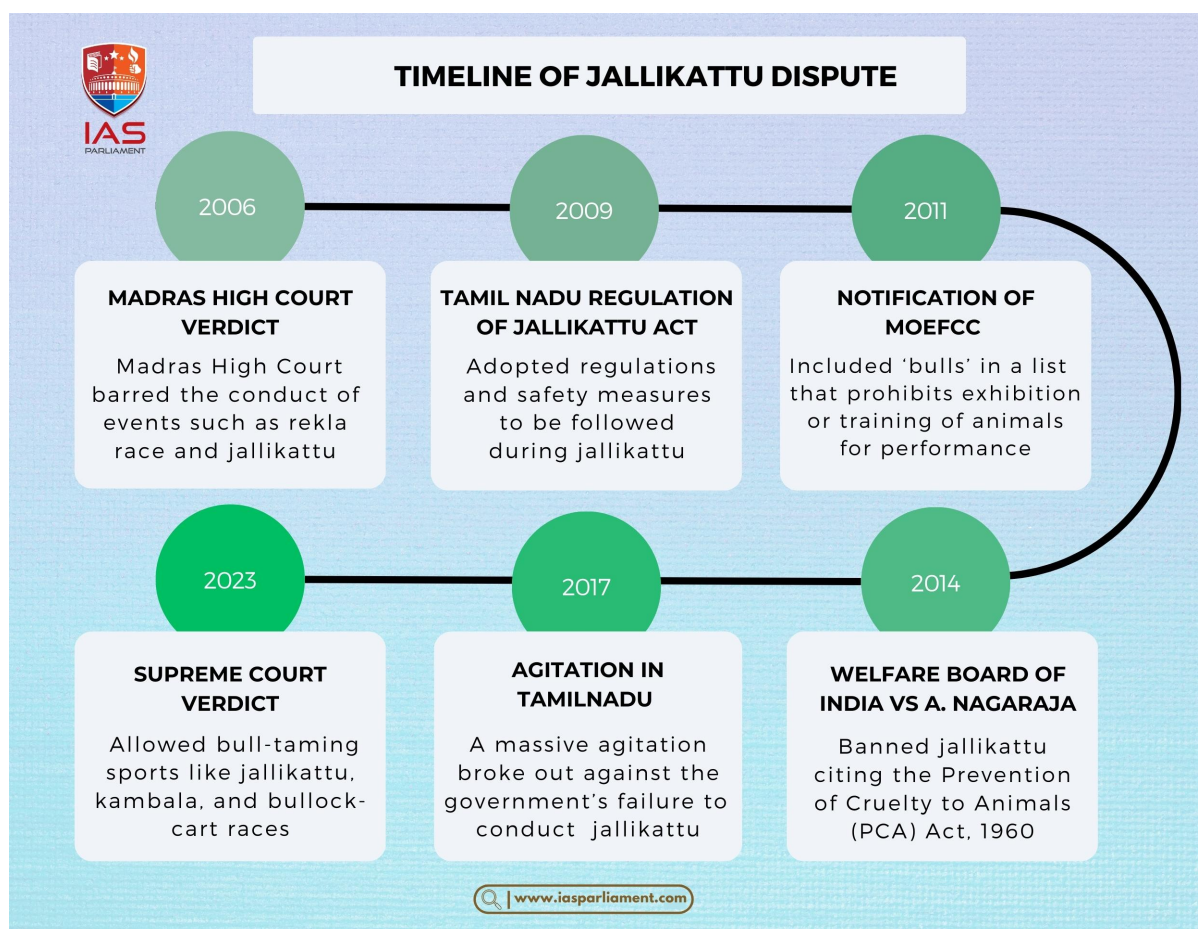 IAS
PARLIAMENT
TIMELINE OF JALLIKATTU DISPUTE
2006
MADRAS HIGH COURT
VERDICT
Madras High Court
barred the conduct of
events such as rekla
race and jallikattu
2009
TAMIL NADU REGULATION
OF JALLIKATTU ACT
Adopted regulations
and safety measures
to be followed
during jallikattu
2011
NOTIFICATION OF
MOEFCC
Included ‘bulls’ in a list
that prohibits exhibition
or training of animals
for performance
2014
WELFARE BOARD OF
INDIA VS A. NAGARAJA
Banned jallikattu
citing the Prevention
of Cruelty to Animals
(PCA) Act, 1960
2017
AGITATION IN
TAMILNADU
A massive agitation
broke out against the
government’s failure to
conduct jallikattu
2023
SUPREME COURT
VERDICT
Allowed bull-taming
sports like jallikattu,
kambala, and bullock-
cart races
www.iasparliament.com